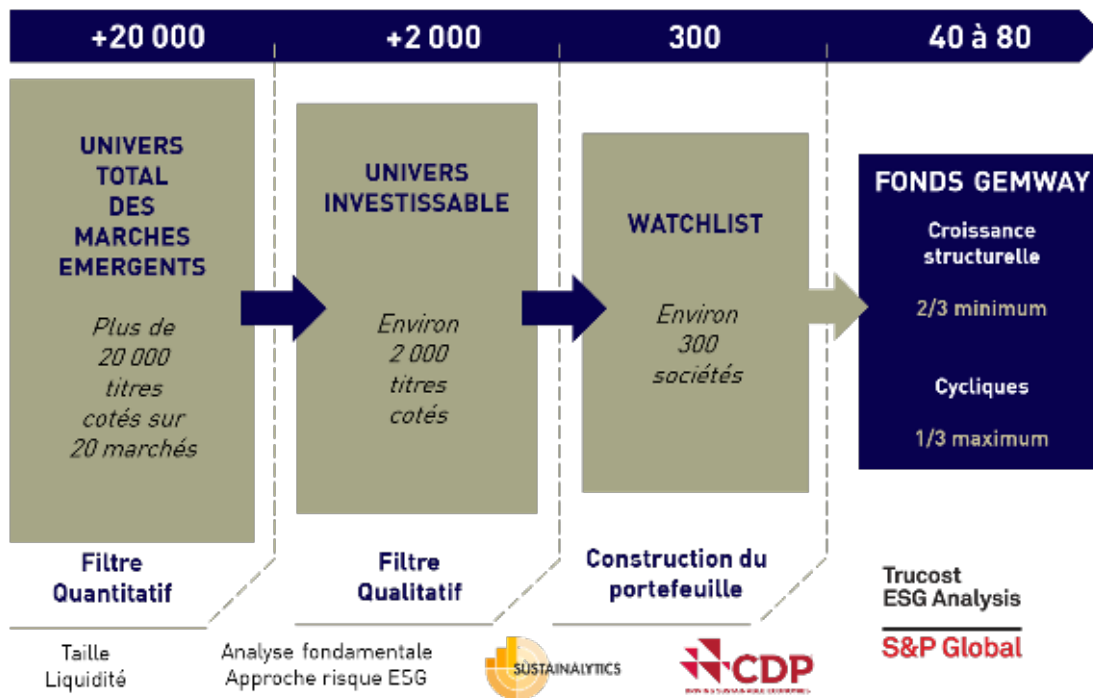 +20 000
+2 000
300
40 à 80
UNIVERS
TOTAL
DES
MARCHES
EMERGENTS
Plus de
20 000
titres
cotés sur
20 marchés
UNIVERS
INVESTISSABLE
Environ
2 000
titres
cotés
WATCHLIST
Environ
300
sociétés
FONDS GEMWAY
Croissance
structurelle
2/3 minimum
Cycliques
1/3 maximum
Filtre
Quantitatif
Taille
Liquidité
Filtre
Qualitatif
Analyse fondamentale
Approche risque ESG
Construction du
portefeuille
SUSTAINALYTICS
CDP
DRIVING SUSTAINABLE ECONOMIES
Trucost
ESG Analysis
S&P Global